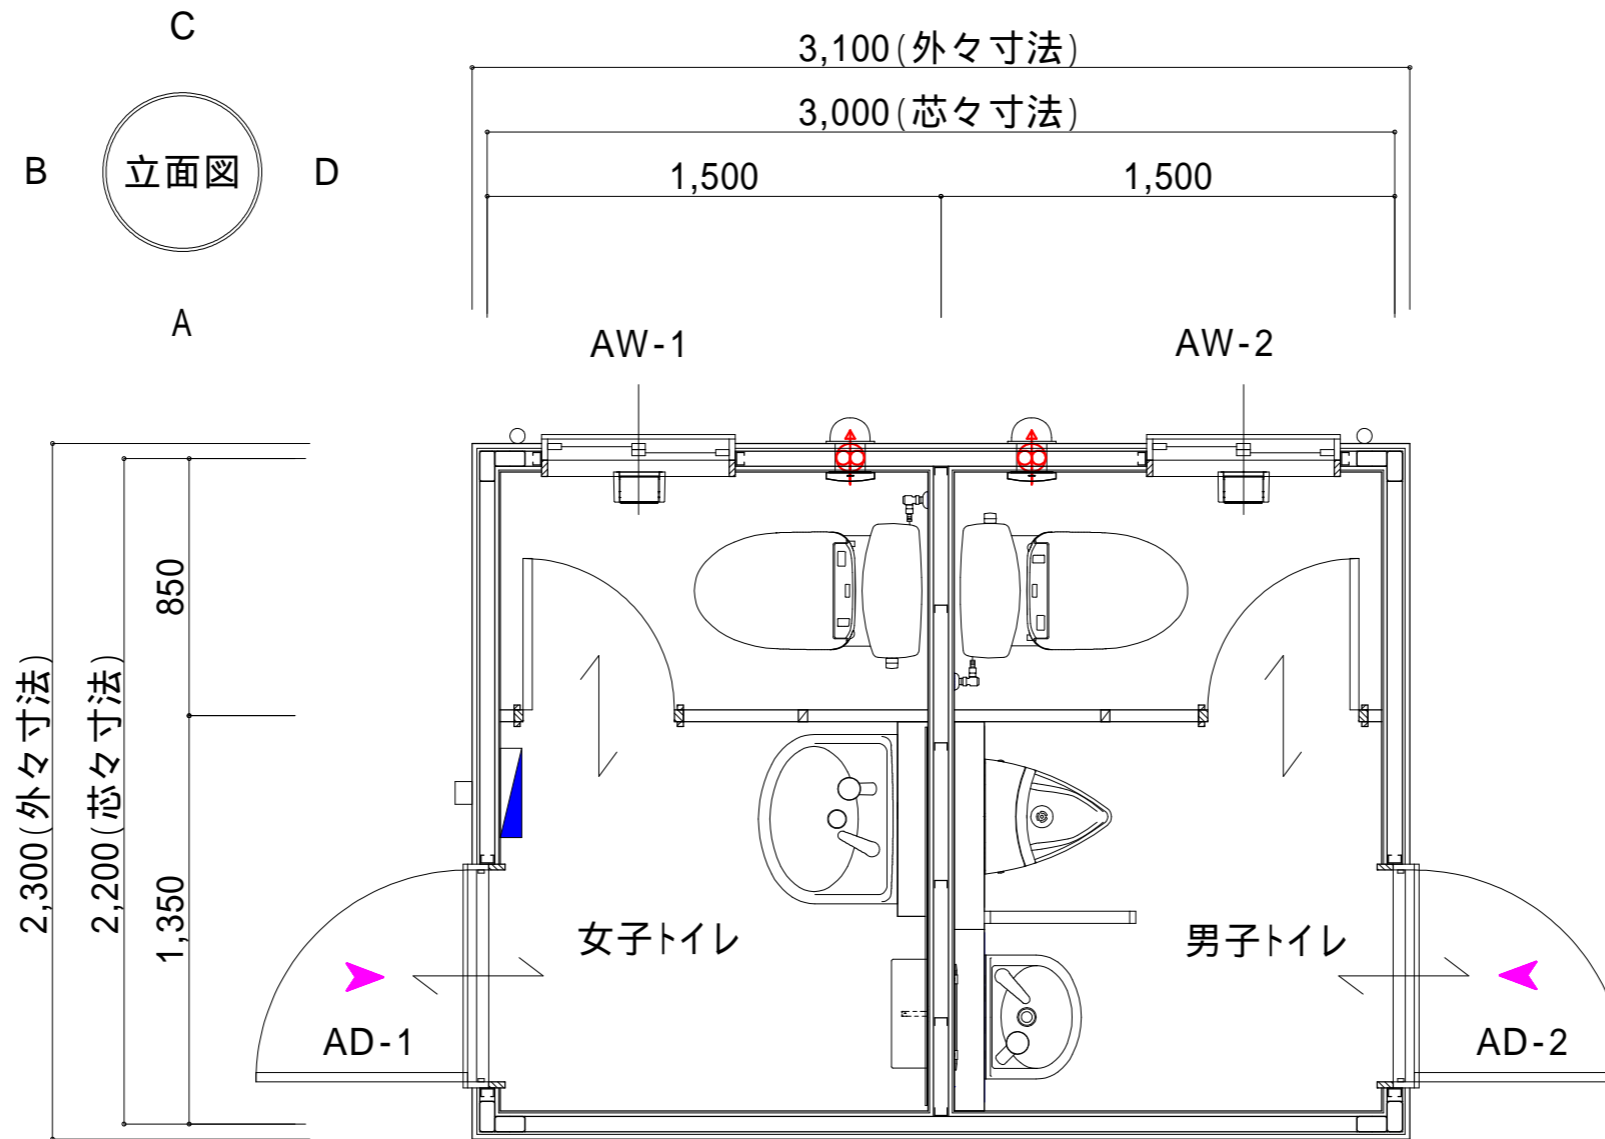 C
3,100(外々寸法)
3,000(芯々寸法)
B
立面図
D
1,500
1,500
A
AW-1
AW-2
850
2,300(外々寸法)
2,200(芯々寸法)
1,350
女子トイレ
男子トイレ
AD-1
AD-2